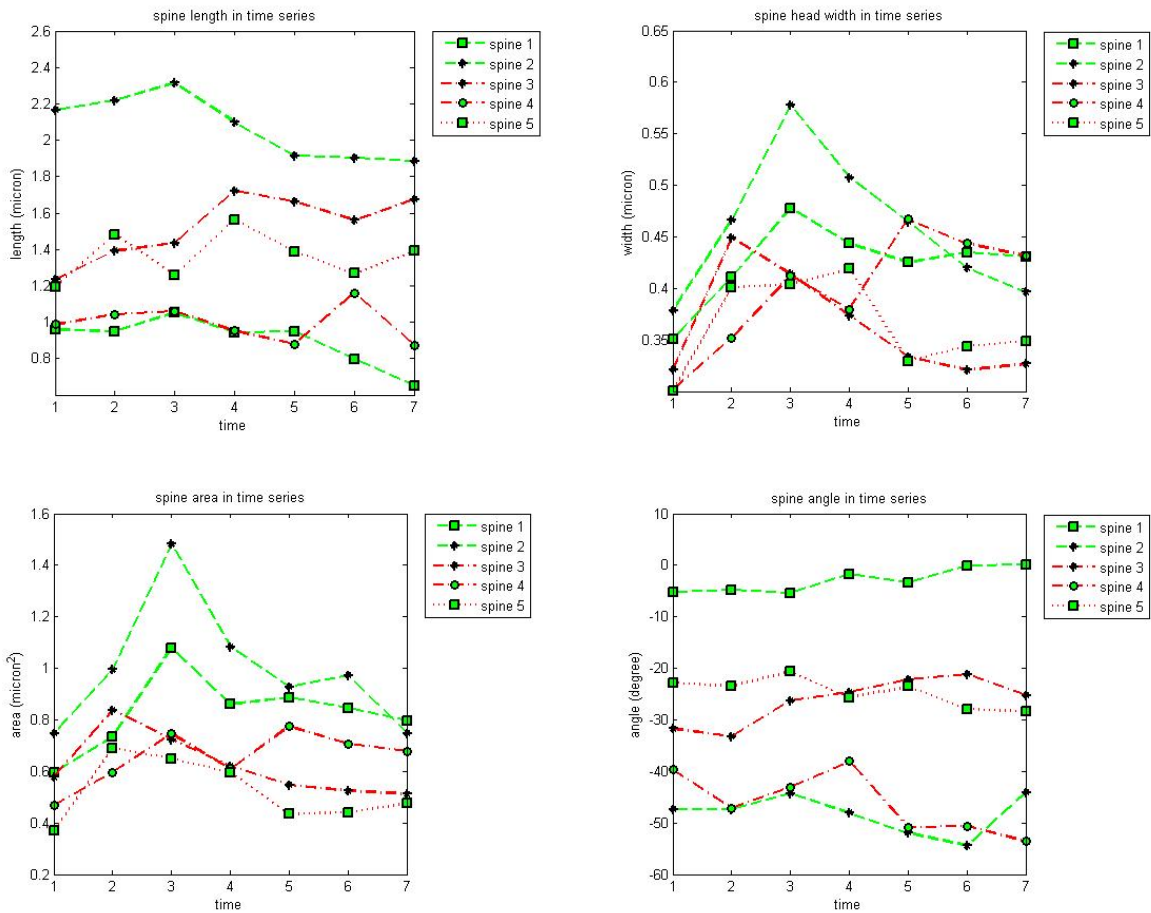 spine length in time series
2.6
2.4
2.2
2
1.8
1.6
1.4
1.2
1
0.8
1 2 3 4 5 6 7
time
length (micron)
spine 1
spine 2
spine 3
spine 4
spine 5
spine head width in time series
0.65
0.6
0.55
0.5
0.45
0.4
0.35
1 2 3 4 5 6 7
time
width (micron)
spine 1
spine 2
spine 3
spine 4
spine 5
spine area in time series
1.6
1.4
1.2
1
0.8
0.6
0.4
0.2
1 2 3 4 5 6 7
time
area (micron²)
spine 1
spine 2
spine 3
spine 4
spine 5
spine angle in time series
10
0
-10
-20
-30
-40
-50
-60
1 2 3 4 5 6 7
time
angle (degree)
spine 1
spine 2
spine 3
spine 4
spine 5